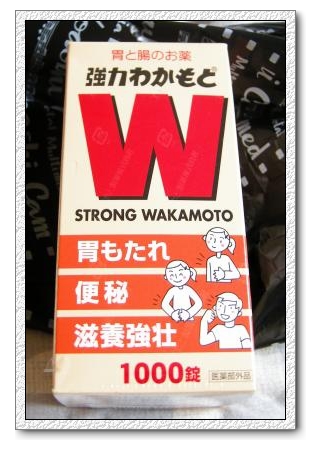 胃と腸のお薬
強力わかもと
W
STRONG WAKAMOTO
胃もたれ
便秘
滋養強壮
1000錠
医薬部外品